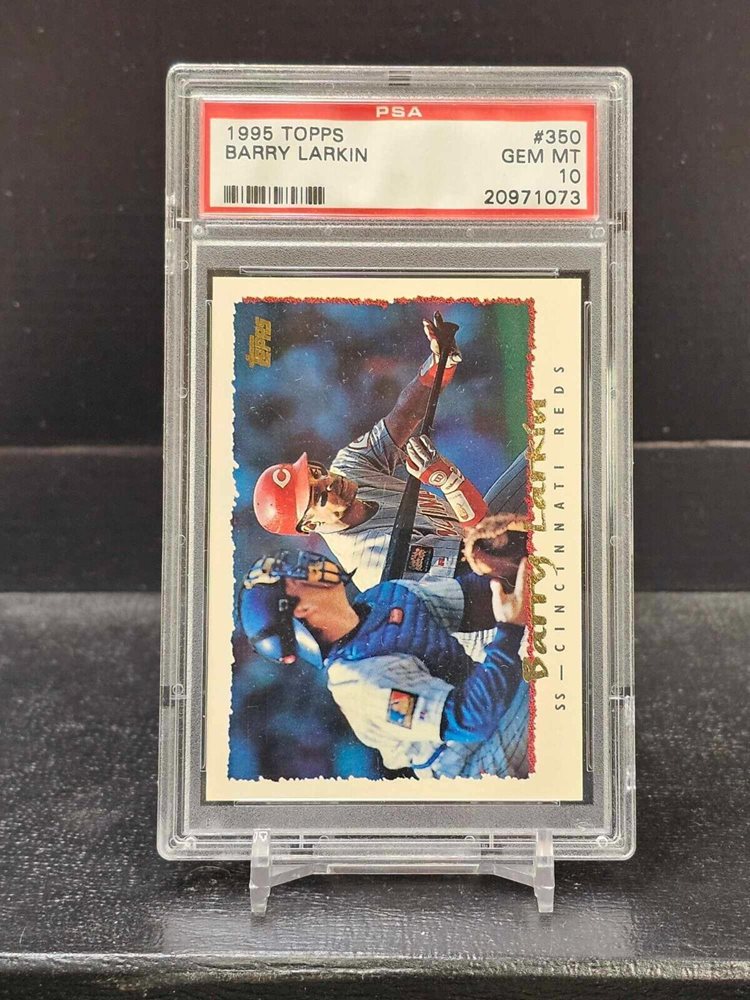 PSA
1995 TOPPS
#350
BARRY LARKIN
GEM MT
10
20971073
TOPPS
Barry Larkin
SS — CINCINNATI REDS
C